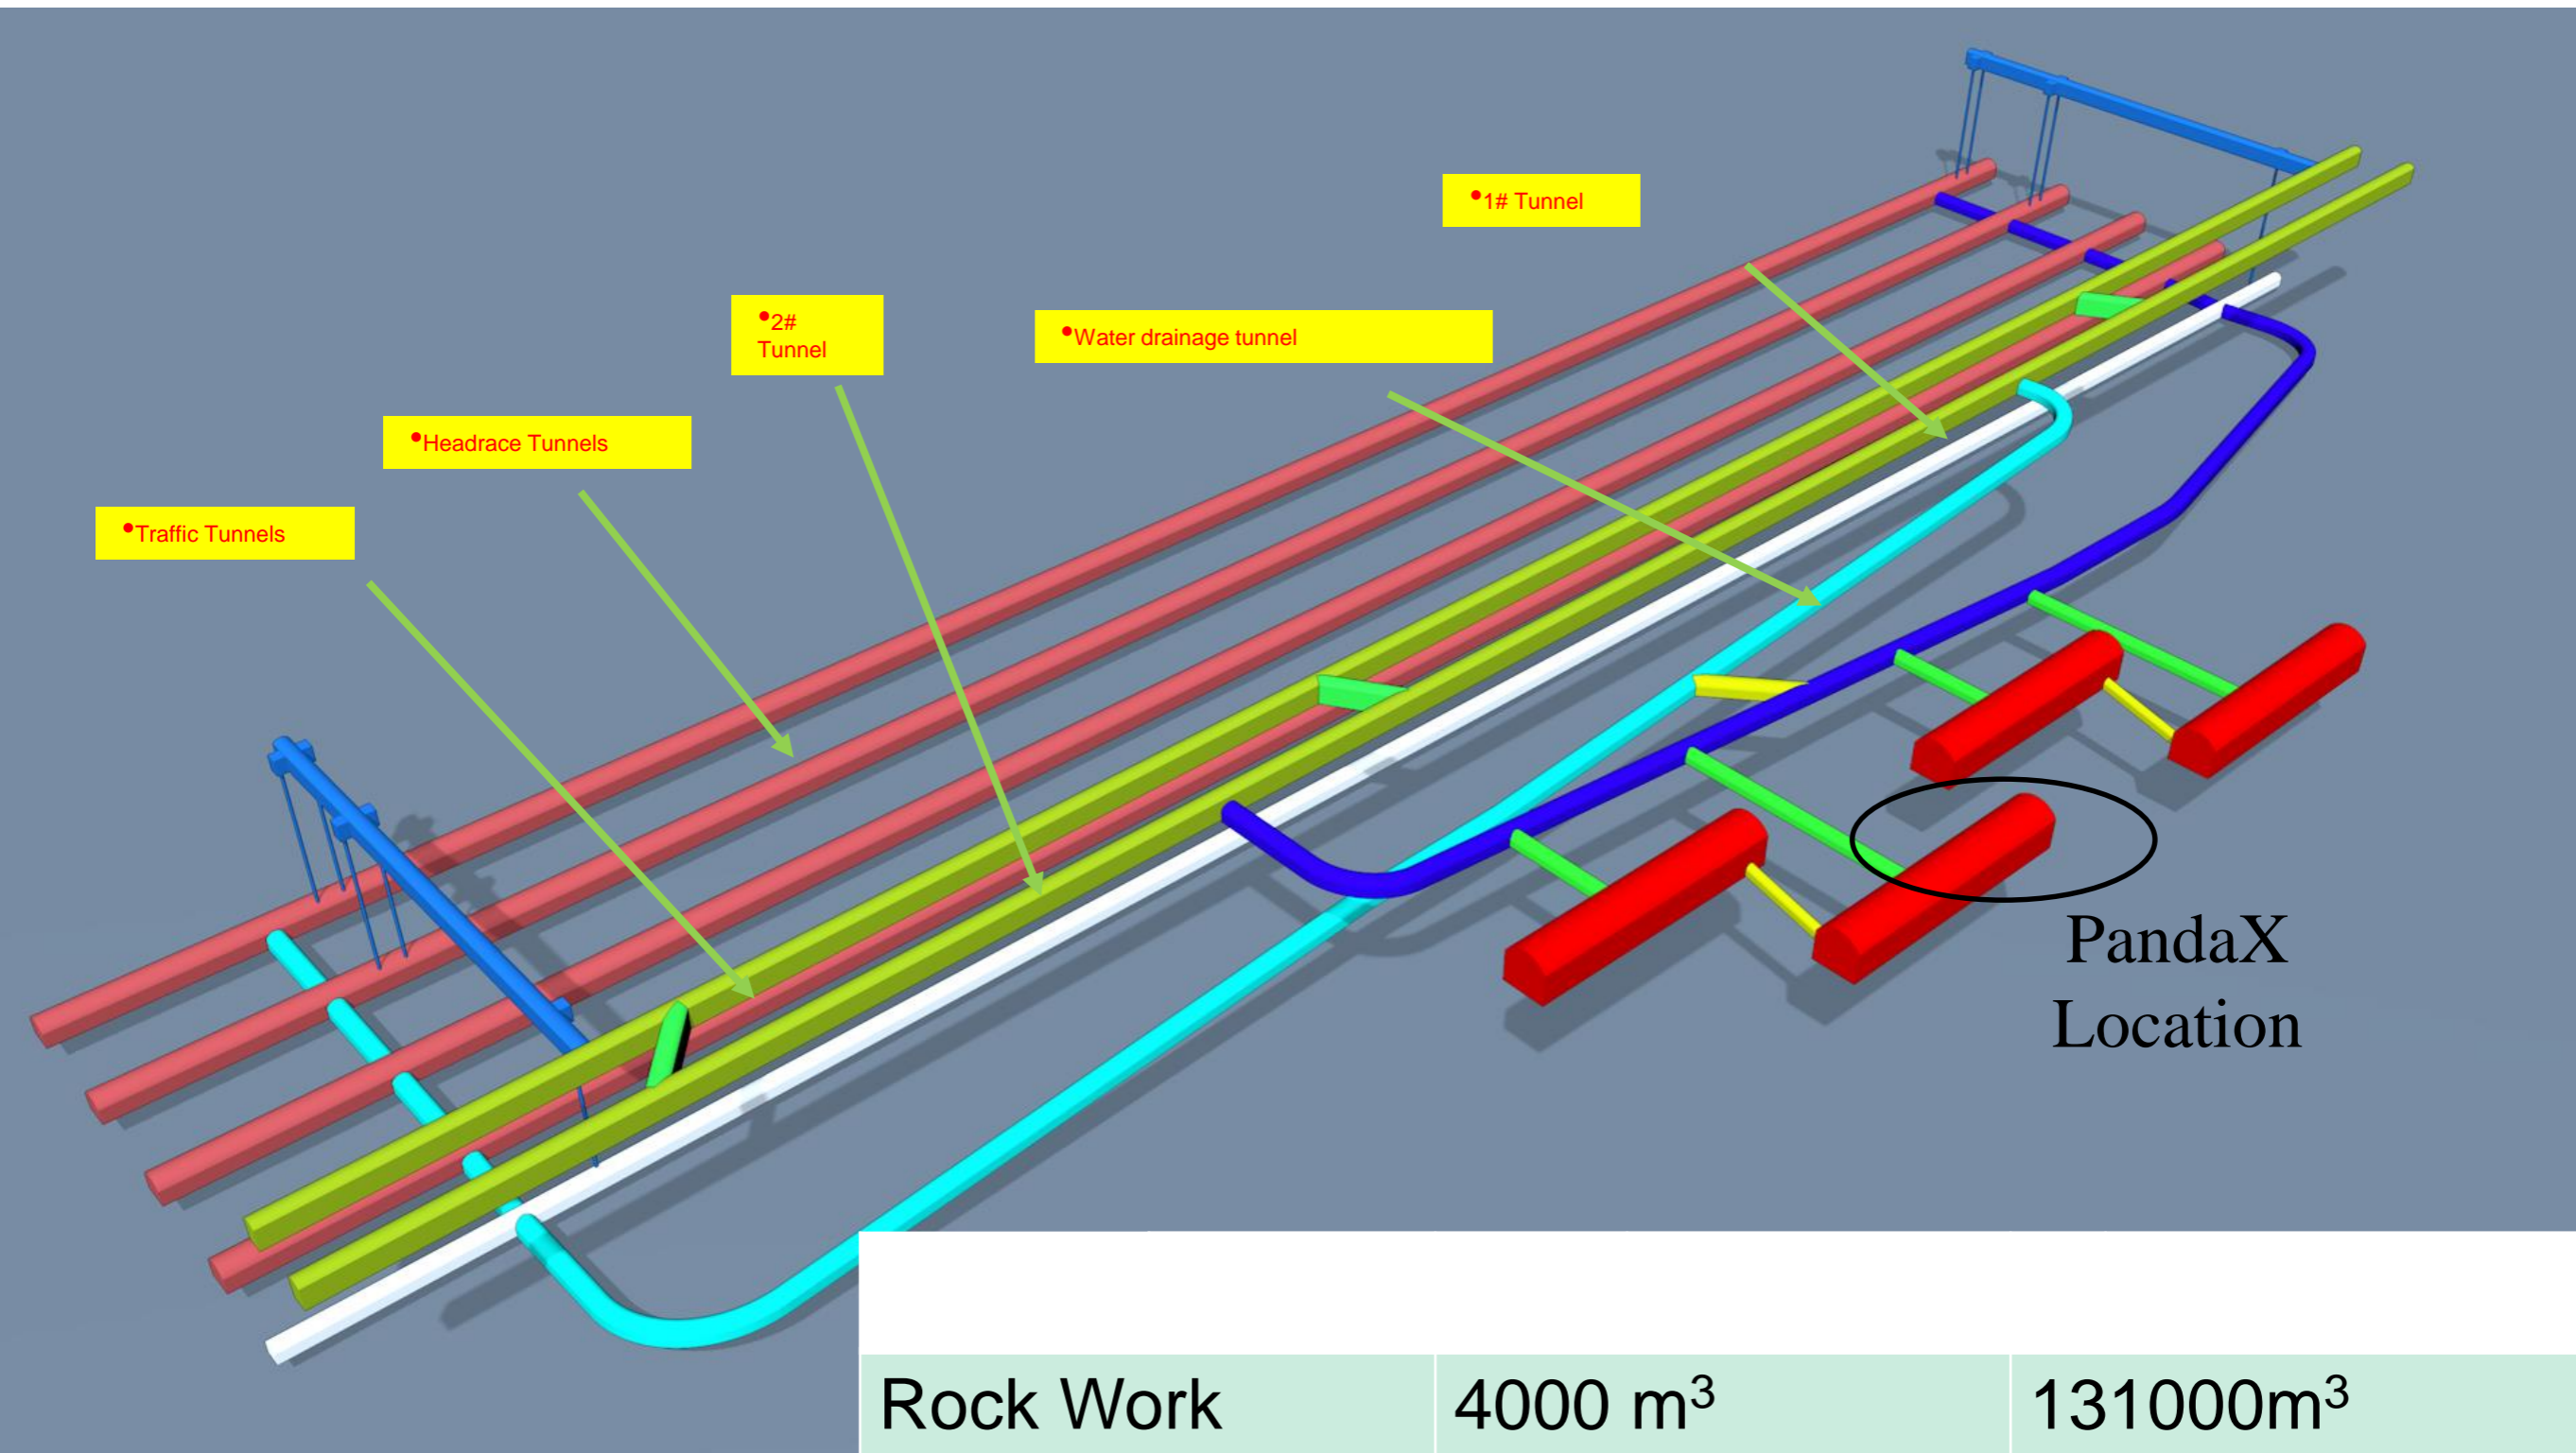 •1# Tunnel
•2#
Tunnel
•Water drainage tunnel
•Headrace Tunnels
•Traffic Tunnels
PandaX
Location
Rock Work 4000 m³ 131000m³